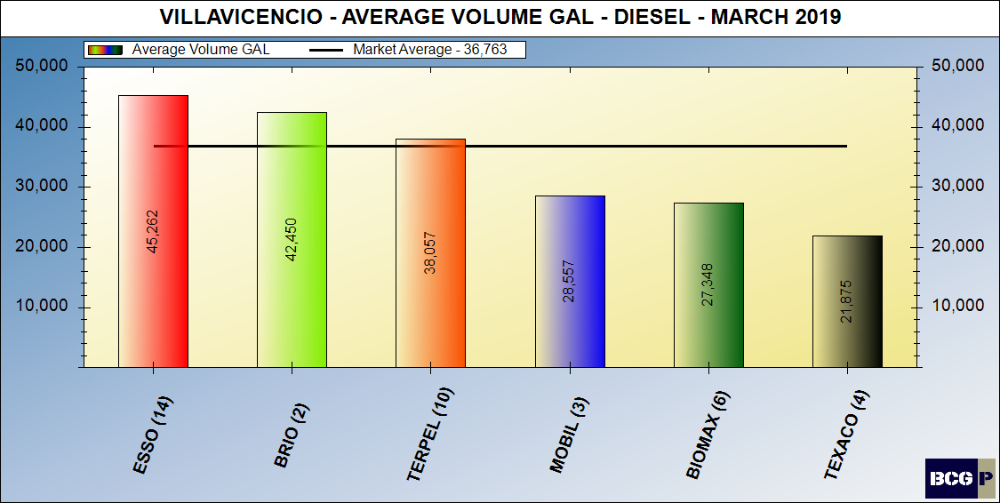 VILLAVICENCIO - AVERAGE VOLUME GAL - DIESEL - MARCH 2019
Average Volume GAL Market Average - 36,763
50,000 50,000
40,000 40,000
30,000 30,000
20,000 20,000
10,000 10,000
45,262
42,450
38,057
28,557
27,348
21,875
ESSO (14)
BRIO (2)
TERPEL (10)
MOBIL (3)
BIOMAX (6)
TEXACO (4)
BCG P